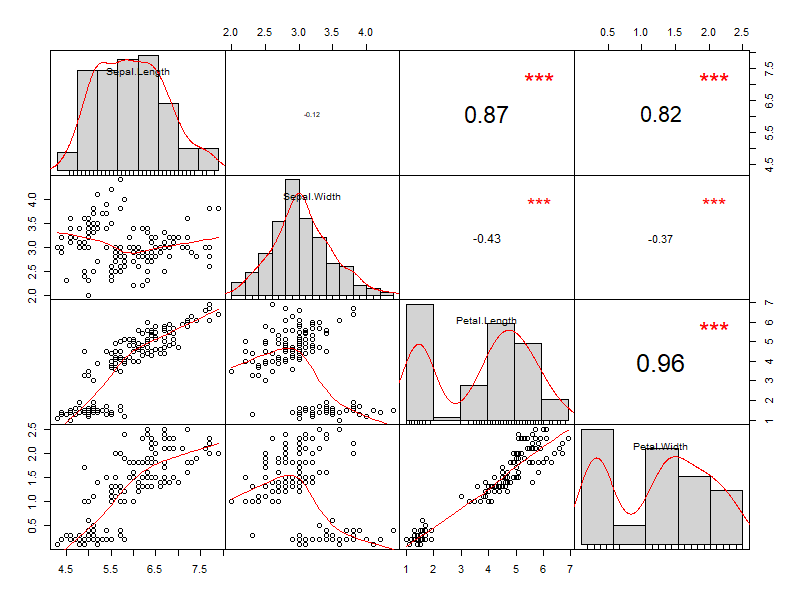 2.0 2.5 3.0 3.5 4.0
0.5 1.0 1.5 2.0 2.5
Sepal.Length
-0.12
***
0.87
***
0.82
4.5 5.5 6.5 7.5
2.0 2.5 3.0 3.5 4.0
Sepal.Width
***
-0.43
***
-0.37
Petal.Length
***
0.96
1 2 3 4 5 6 7
0.5 1.0 1.5 2.0 2.5
Petal.Width
4.5 5.5 6.5 7.5
1 2 3 4 5 6 7